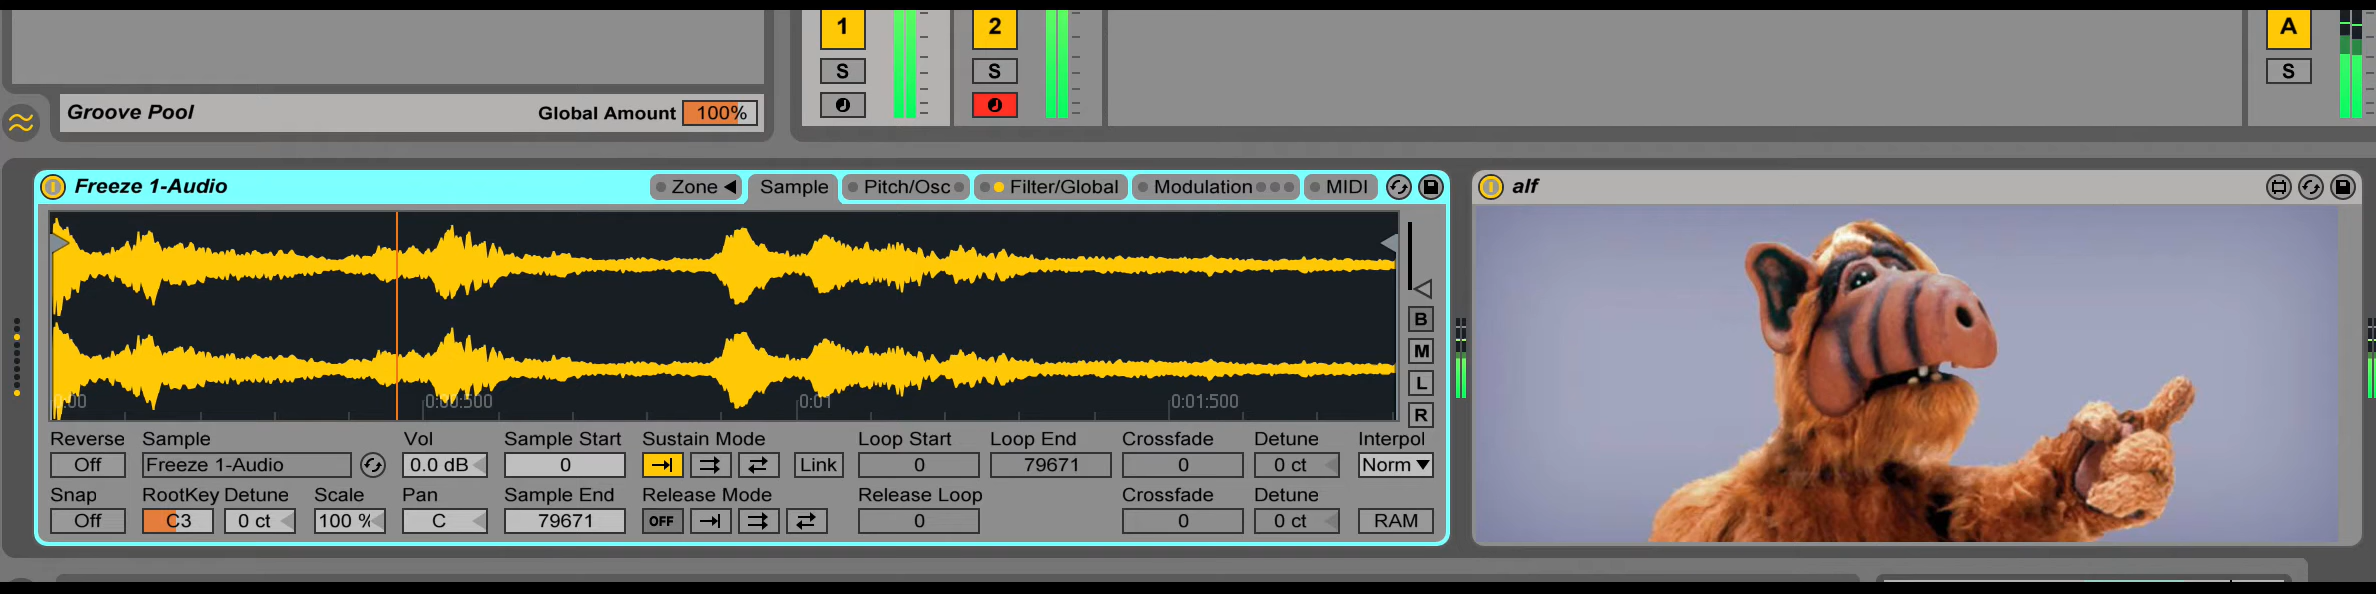 1 2 A
S S S
Groove Pool Global Amount 100%
Freeze 1-Audio Zone Sample Pitch/Osc Filter/Global Modulation MIDI
alf
B
M
L
R
0:00 0:00:500 0:01 0:01:500
Reverse Sample Vol Sample Start Sustain Mode Loop Start Loop End Crossfade Detune Interpol
Off Freeze 1-Audio 0.0 dB 0 Link 0 79671 0 0 ct Norm
Snap RootKey Detune Scale Pan Sample End Release Mode Release Loop Crossfade Detune
Off C3 0 ct 100 % C 79671 OFF 0 0 0 ct RAM